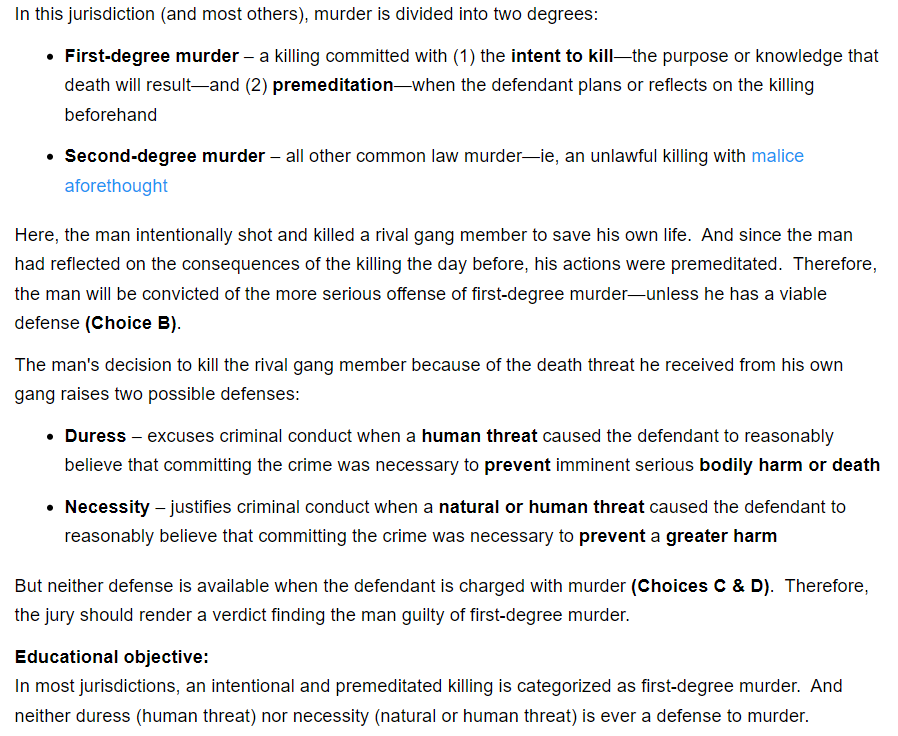 In this jurisdiction (and most others), murder is divided into two degrees:
• First-degree murder – a killing committed with (1) the intent to kill—the purpose or knowledge that
death will result—and (2) premeditation—when the defendant plans or reflects on the killing
beforehand
• Second-degree murder – all other common law murder—ie, an unlawful killing with malice
aforethought
Here, the man intentionally shot and killed a rival gang member to save his own life.  And since the man
had reflected on the consequences of the killing the day before, his actions were premeditated.  Therefore,
the man will be convicted of the more serious offense of first-degree murder—unless he has a viable
defense (Choice B).
The man's decision to kill the rival gang member because of the death threat he received from his own
gang raises two possible defenses:
• Duress – excuses criminal conduct when a human threat caused the defendant to reasonably
believe that committing the crime was necessary to prevent imminent serious bodily harm or death
• Necessity – justifies criminal conduct when a natural or human threat caused the defendant to
reasonably believe that committing the crime was necessary to prevent a greater harm
But neither defense is available when the defendant is charged with murder (Choices C & D).  Therefore,
the jury should render a verdict finding the man guilty of first-degree murder.
Educational objective:
In most jurisdictions, an intentional and premeditated killing is categorized as first-degree murder.  And
neither duress (human threat) nor necessity (natural or human threat) is ever a defense to murder.